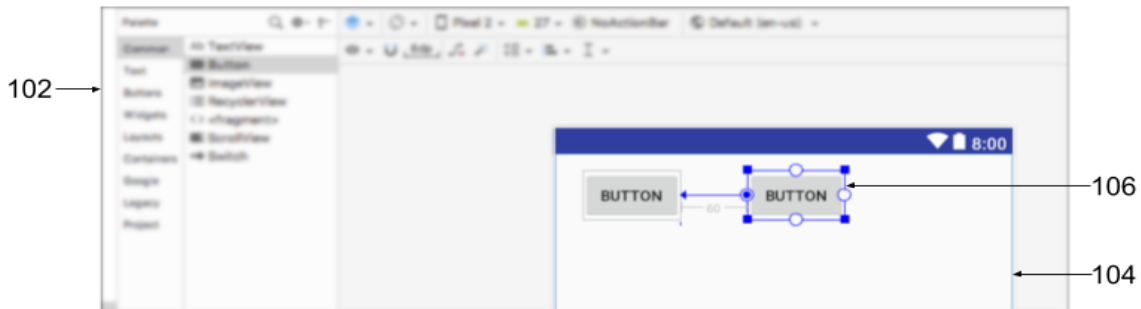 Palette
Pixel 2 27 NoActionBar Default (en-us)
Common Ab TextView
Text Button
Buttons ImageView
Widgets RecyclerView
Layouts <fragment>
Containers ScrollView
Google Switch
Legacy
Project
102
8:00
BUTTON BUTTON
60
106
104